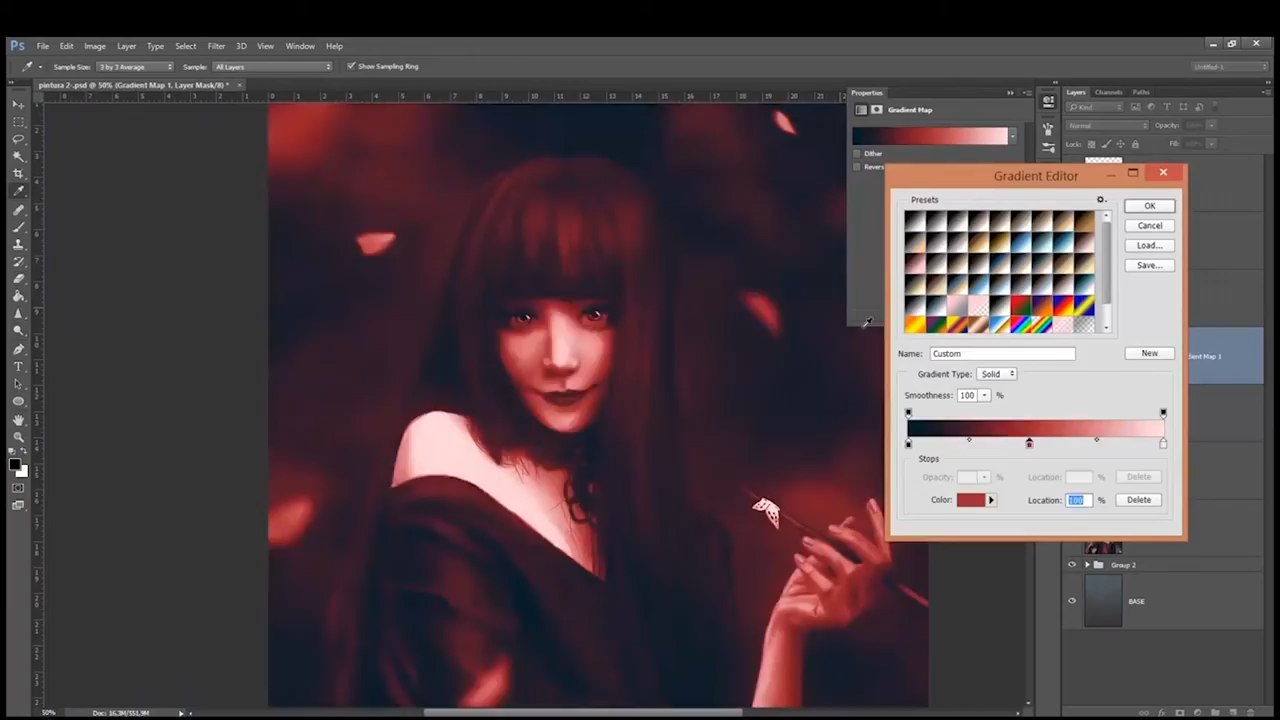 Ps File Edit Image Layer Type Select Filter 3D View Window Help
Sample Size: 3 by 3 Average Sample: All Layers Show Sampling Ring Untitled-1
pintura 2-.psd @ 50% (Gradient Map 1, Layer Mask/8) * ×
Properties
Gradient Map
Dither
Revers
Layers Channels Paths
Kind
Normal Opacity:
Lock: Fill:
Gradient Editor
Presets
OK
Cancel
Load...
Save...
Name: Custom New
Gradient Type: Solid
Smoothness: 100 %
Stops
Opacity: % Location: % Delete
Color: Location: 100 % Delete
dient Map 1
Group 2
BASE
50% Doc: 16,3M/551,9M